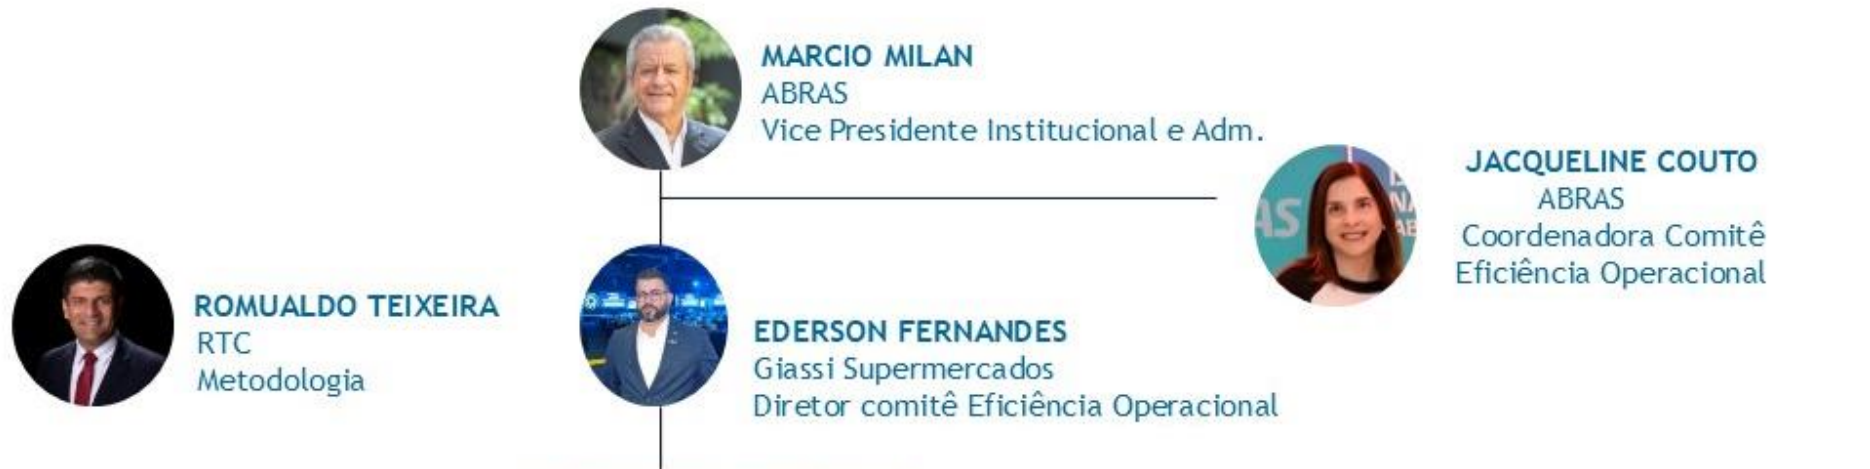 MARCIO MILAN
ABRAS
Vice Presidente Institucional e Adm.
JACQUELINE COUTO
ABRAS
Coordenadora Comitê
Eficiência Operacional
ROMUALDO TEIXEIRA
RTC
Metodologia
EDERSON FERNANDES
Giassi Supermercados
Diretor comitê Eficiência Operacional
AS